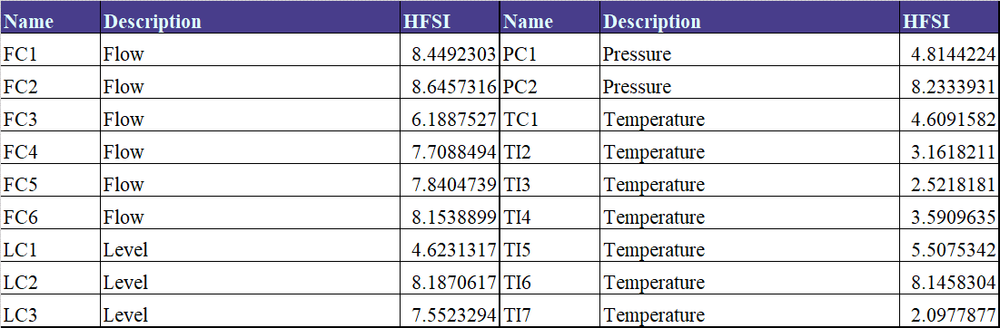 Name Description HFSI Name Description HFSI
FC1 Flow 8.4492303 PC1 Pressure 4.8144224
FC2 Flow 8.6457316 PC2 Pressure 8.2333931
FC3 Flow 6.1887527 TC1 Temperature 4.6091582
FC4 Flow 7.7088494 TI2 Temperature 3.1618211
FC5 Flow 7.8404739 TI3 Temperature 2.5218181
FC6 Flow 8.1538899 TI4 Temperature 3.5909635
LC1 Level 4.6231317 TI5 Temperature 5.5075342
LC2 Level 8.1870617 TI6 Temperature 8.1458304
LC3 Level 7.5523294 TI7 Temperature 2.0977877